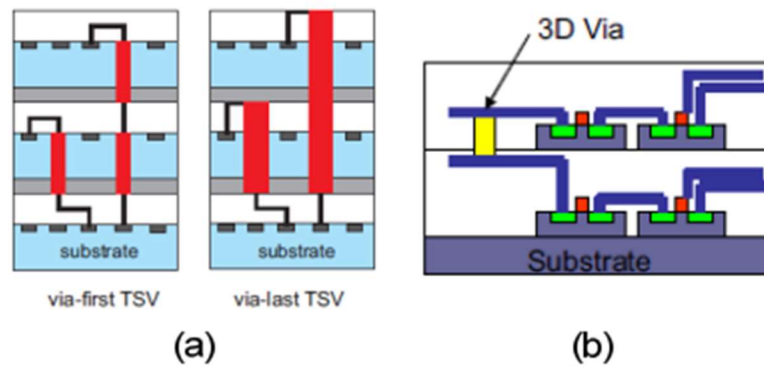 3D Via
substrate
substrate
Substrate
via-first TSV
via-last TSV
(a)
(b)